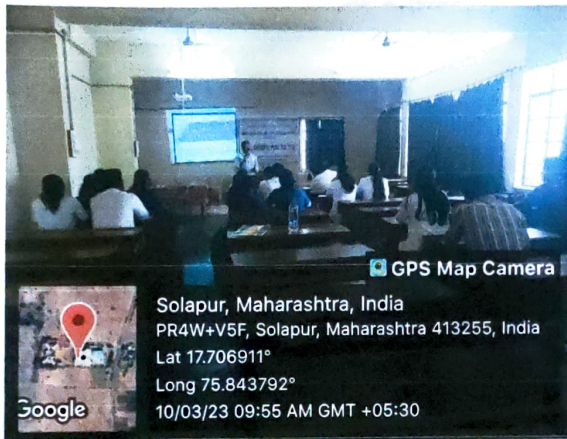 GPS Map Camera
Solapur, Maharashtra, India
PR4W+V5F, Solapur, Maharashtra 413255, India
Lat 17.706911°
Long 75.843792°
10/03/23 09:55 AM GMT +05:30
Google